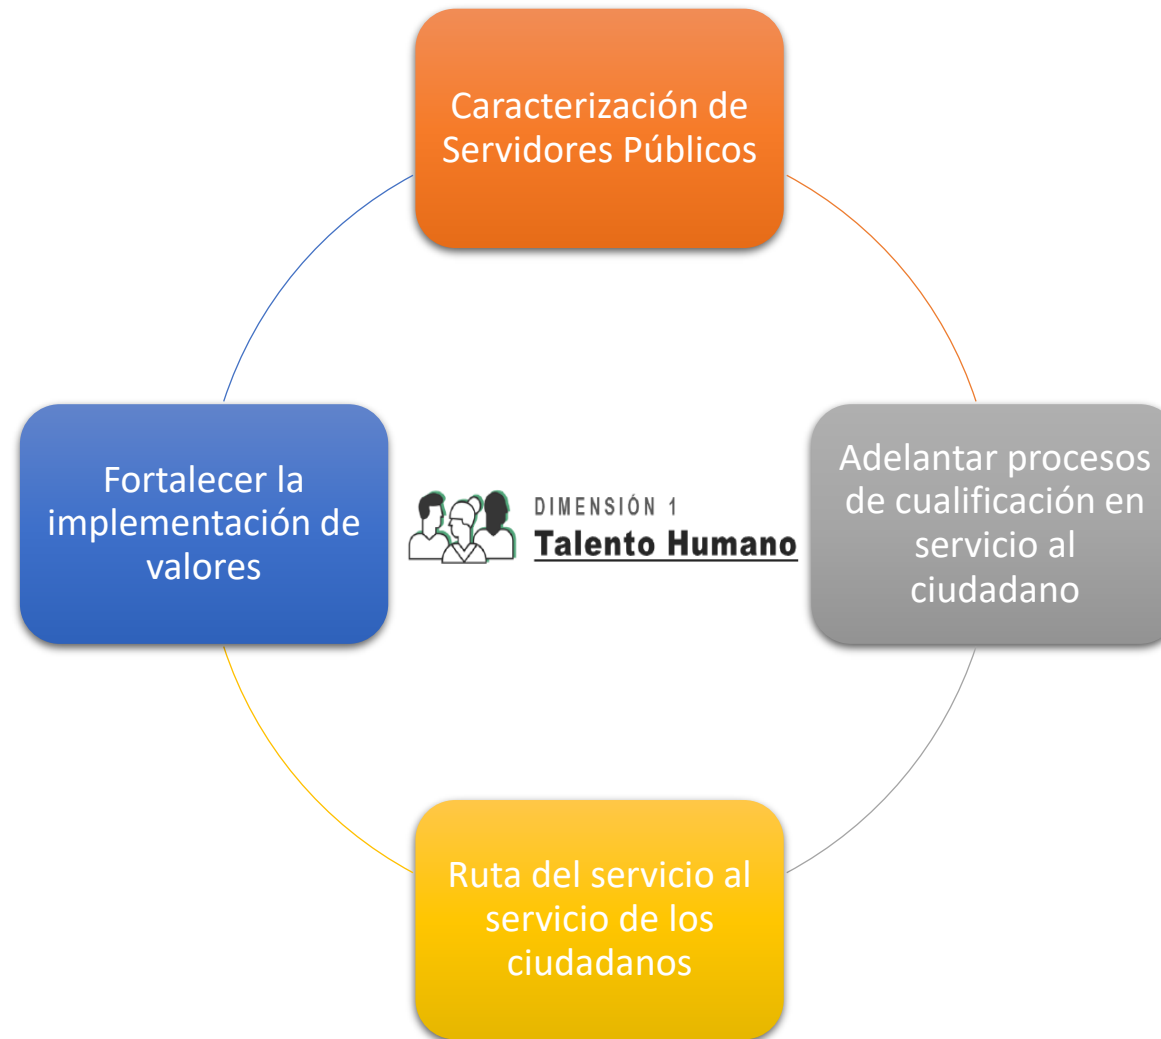 Caracterización de
Servidores Públicos
Fortalecer la
implementación de
valores
DIMENSIÓN 1
Talento Humano
Adelantar procesos
de cualificación en
servicio al
ciudadano
Ruta del servicio al
servicio de los
ciudadanos